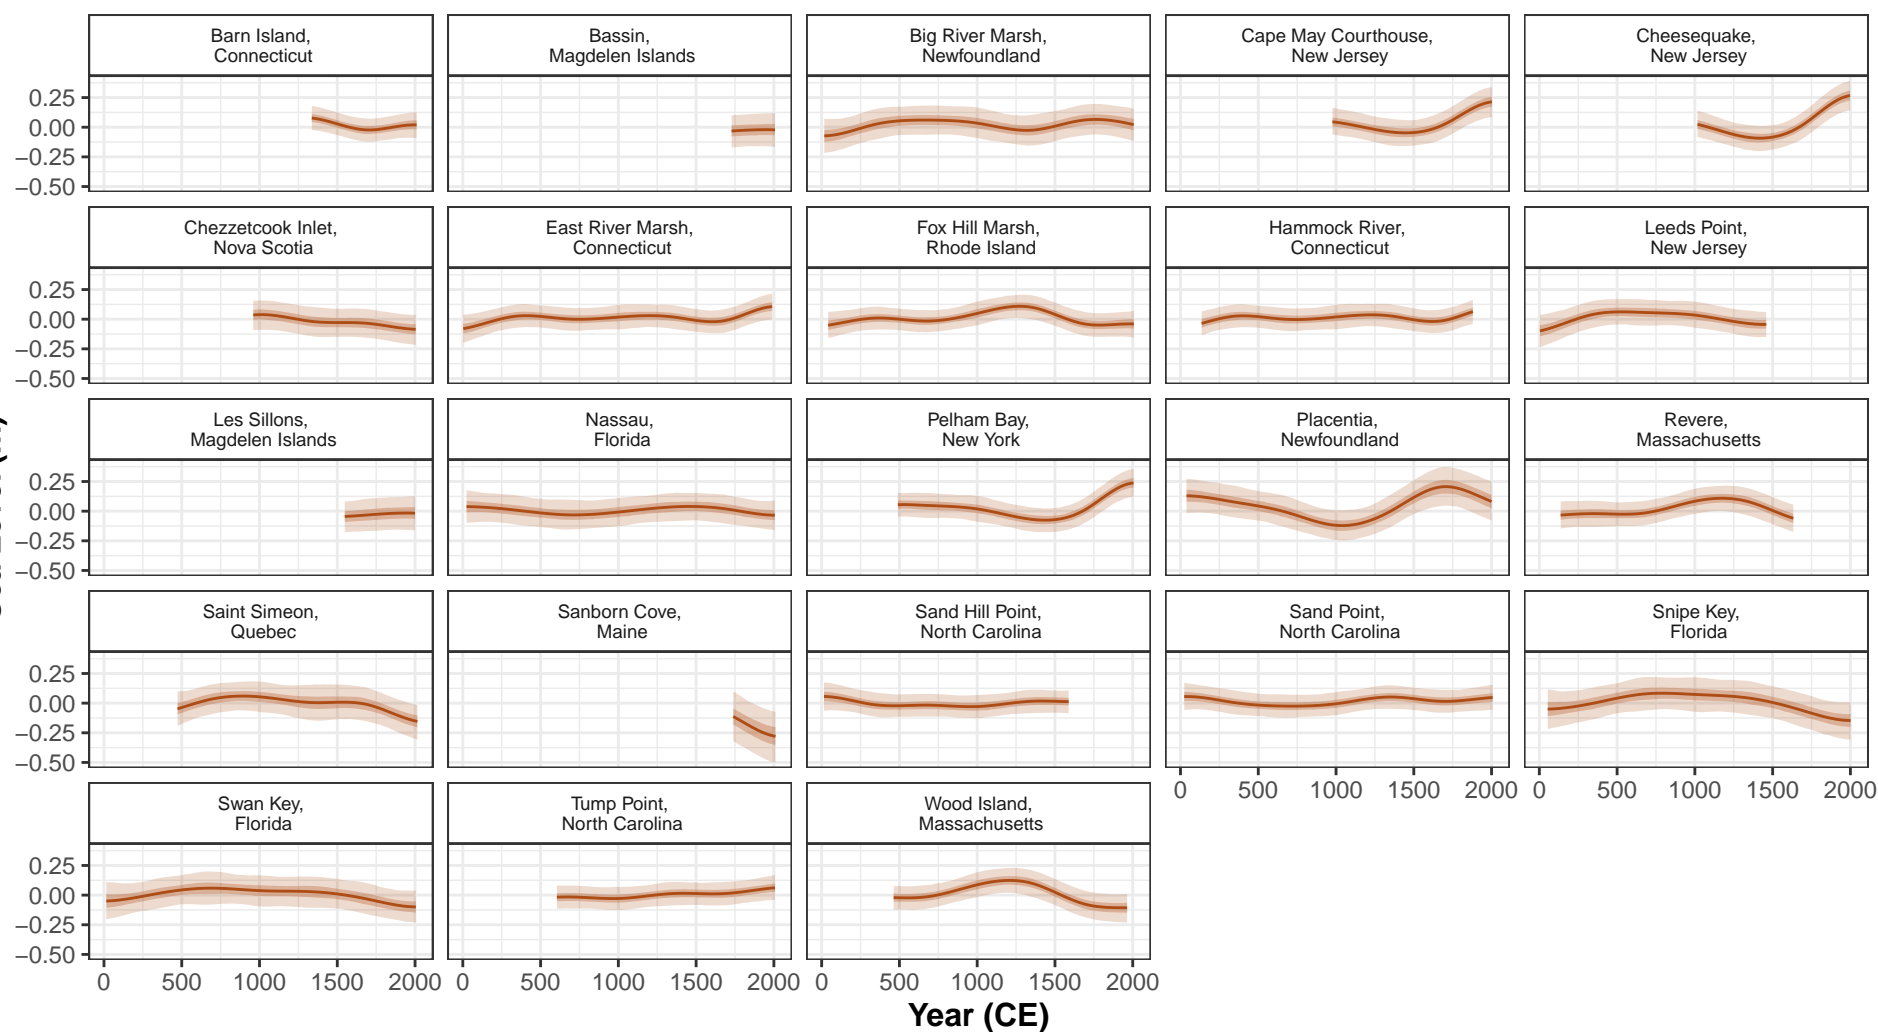 Barn Island,
Connecticut
Bassin,
Magdelen Islands
Big River Marsh,
Newfoundland
Cape May Courthouse,
New Jersey
Cheesequake,
New Jersey
0.25
0.00
−0.25
−0.50
Chezzetcook Inlet,
Nova Scotia
East River Marsh,
Connecticut
Fox Hill Marsh,
Rhode Island
Hammock River,
Connecticut
Leeds Point,
New Jersey
0.25
0.00
−0.25
−0.50
Les Sillons,
Magdelen Islands
Nassau,
Florida
Pelham Bay,
New York
Placentia,
Newfoundland
Revere,
Massachusetts
0.25
0.00
−0.25
−0.50
Saint Simeon,
Quebec
Sanborn Cove,
Maine
Sand Hill Point,
North Carolina
Sand Point,
North Carolina
Snipe Key,
Florida
0.25
0.00
−0.25
−0.50
0 500 1000 1500 2000 0 500 1000 1500 2000
Swan Key,
Florida
Tump Point,
North Carolina
Wood Island,
Massachusetts
0.25
0.00
−0.25
−0.50
0 500 1000 1500 2000 0 500 1000 1500 2000 0 500 1000 1500 2000
Year (CE)